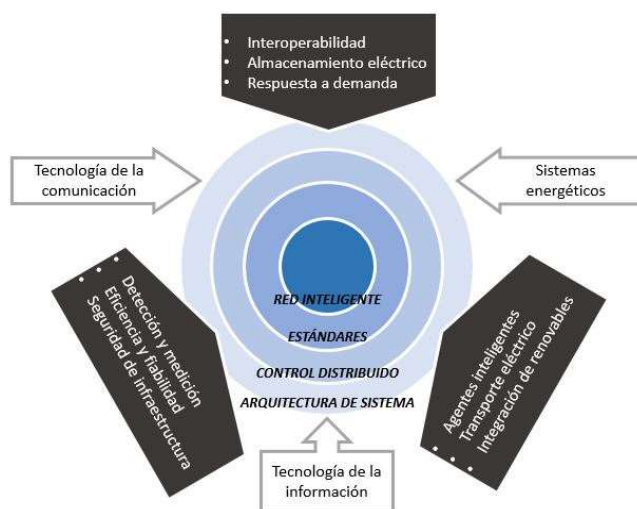 • Interoperabilidad
• Almacenamiento eléctrico
• Respuesta a demanda
Tecnología de la
comunicación
Sistemas
energéticos
RED INTELIGENTE
ESTÁNDARES
CONTROL DISTRIBUIDO
ARQUITECTURA DE SISTEMA
• Detección y medición
• Eficiencia y fiabilidad
• Seguridad de Infraestructura
• Agentes inteligentes
• Transporte eléctrico
• Integración de renovables
Tecnología de la
información